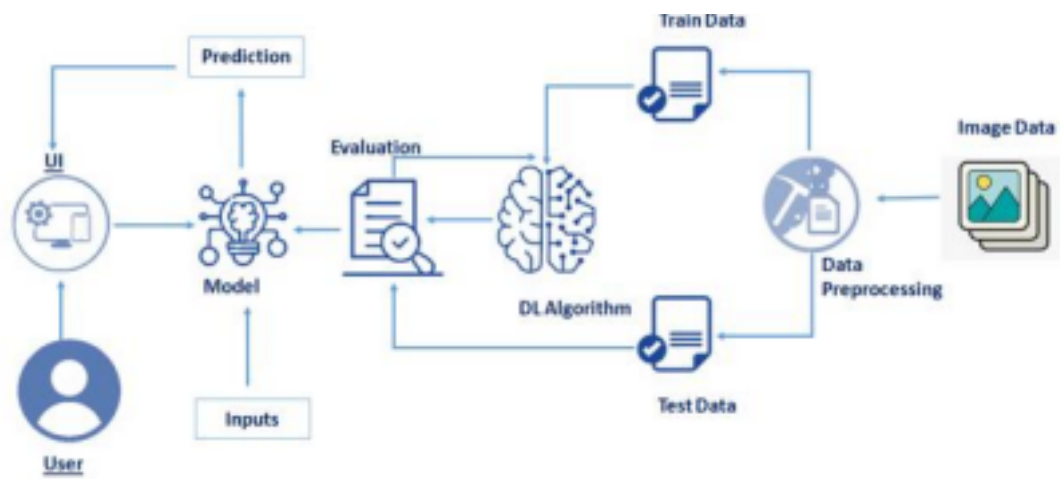 Train Data
Prediction
Image Data
Evaluation
UI
Data
Preprocessing
Model
DL Algorithm
Test Data
Inputs
User